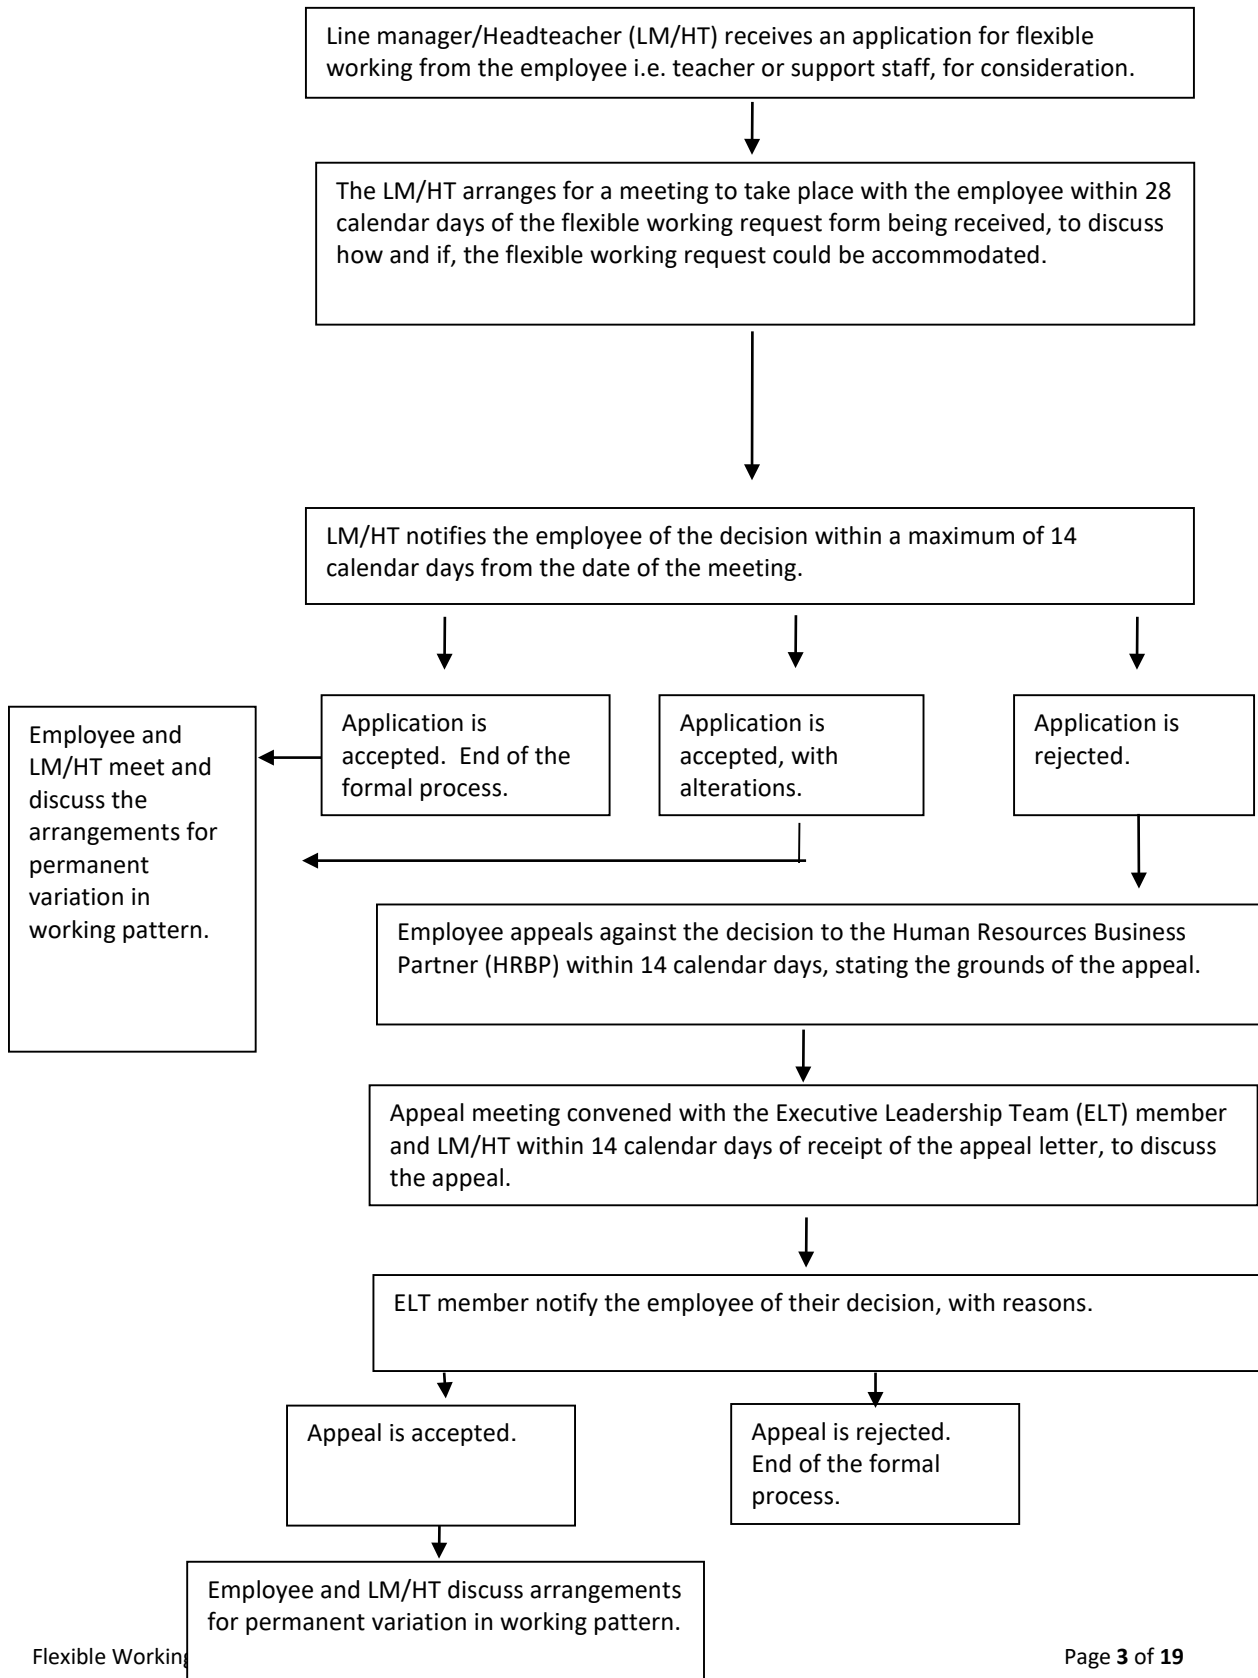 Line manager/Headteacher (LM/HT) receives an application for flexible
working from the employee i.e. teacher or support staff, for consideration.
The LM/HT arranges for a meeting to take place with the employee within 28
calendar days of the flexible working request form being received, to discuss
how and if, the flexible working request could be accommodated.
LM/HT notifies the employee of the decision within a maximum of 14
calendar days from the date of the meeting.
Employee and
LM/HT meet and
discuss the
arrangements for
permanent
variation in
working pattern.
Application is
accepted.  End of the
formal process.
Application is
accepted, with
alterations.
Application is
rejected.
Employee appeals against the decision to the Human Resources Business
Partner (HRBP) within 14 calendar days, stating the grounds of the appeal.
Appeal meeting convened with the Executive Leadership Team (ELT) member
and LM/HT within 14 calendar days of receipt of the appeal letter, to discuss
the appeal.
ELT member notify the employee of their decision, with reasons.
Appeal is accepted.
Appeal is rejected.
End of the formal
process.
Employee and LM/HT discuss arrangements
for permanent variation in working pattern.
Flexible Working
Page 3 of 19